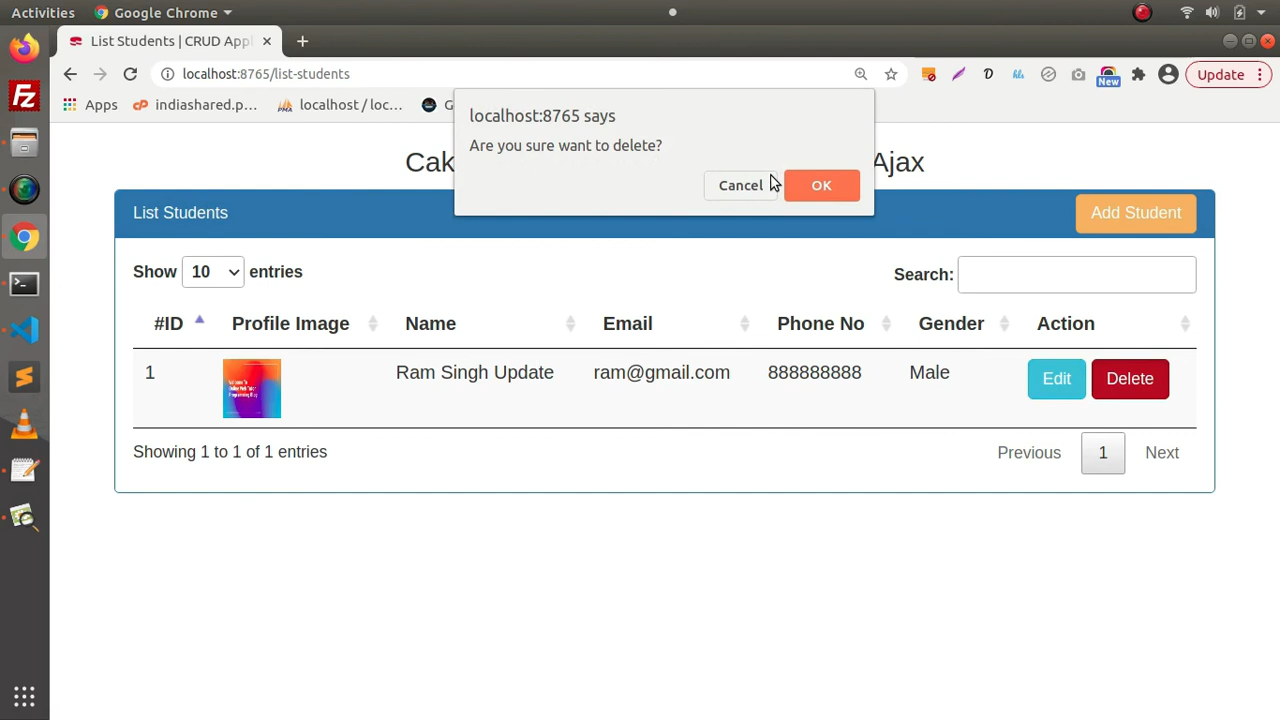 Activities
Google Chrome
List Students | CRUD Appl
localhost:8765/list-students
New
Update
Apps
indiashared.p...
localhost / loc...
G
localhost:8765 says
Are you sure want to delete?
Cancel
OK
Cak
Ajax
List Students
Add Student
Show 10 entries
Search:
#ID Profile Image Name Email Phone No Gender Action
1 Ram Singh Update ram@gmail.com 888888888 Male Edit Delete
Showing 1 to 1 of 1 entries
Previous 1 Next